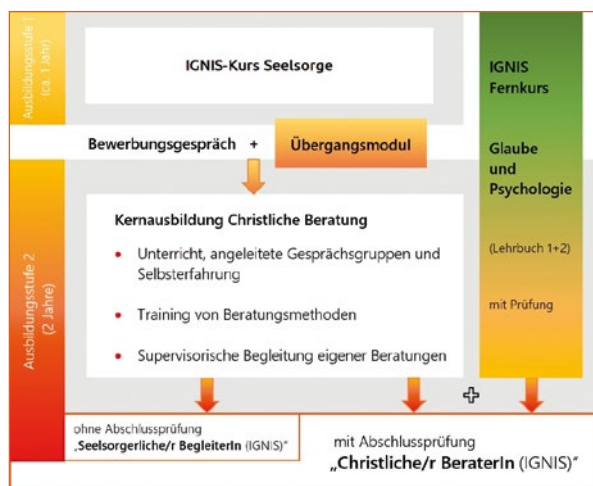 Ausbildungsstufe 1
(ca. 1 Jahr)
IGNIS-Kurs Seelsorge
Bewerbungsgespräch +
Übergangsmodul
Ausbildungsstufe 2
(2 Jahre)
Kernausbildung Christliche Beratung
• Unterricht, angeleitete Gesprächsgruppen und
Selbsterfahrung
• Training von Beratungsmethoden
• Supervisorische Begleitung eigener Beratungen
IGNIS
Fernkurs
Glaube
und
Psychologie
(Lehrbuch 1+2)
mit Prüfung
ohne Abschlussprüfung
„Seelsorgerliche/r BegleiterIn (IGNIS)“
mit Abschlussprüfung
„Christliche/r BeraterIn (IGNIS)“